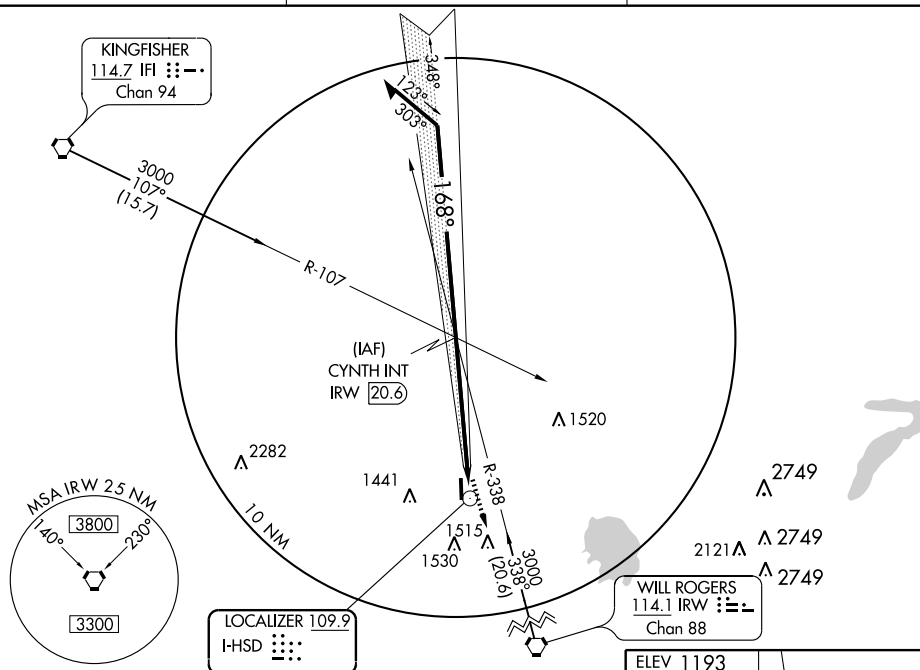 KINGFISHER
114.7 IFI
Chan 94
348°
123°
303°
3000
107°
(15.7)
168°
R-107
(IAF)
CYNTH INT
IRW 20.6
1520
2282
1441
R-338
2749
MSA IRW 25 NM
3800
140°
230°
3300
10 NM
1515
1530
(20.6)
3000
338°
2121
2749
2749
LOCALIZER 109.9
I-HSD
WILL ROGERS
114.1 IRW
Chan 88
ELEV 1193